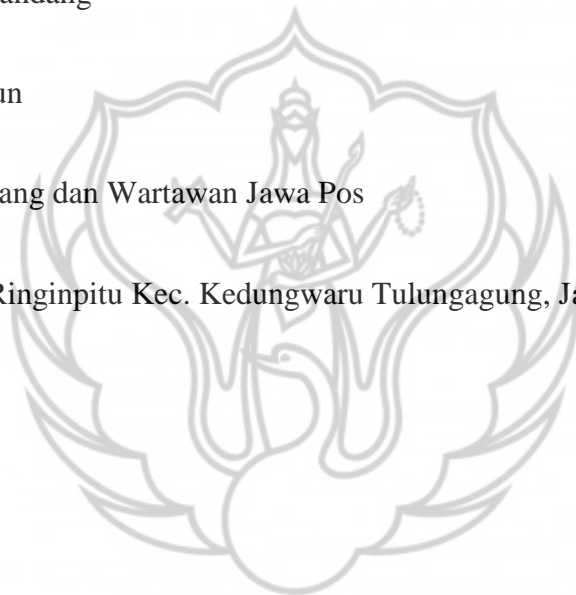 andang
un
ang dan Wartawan Jawa Pos
Ringinpitu Kec. Kedungwaru Tulungagung, Ja